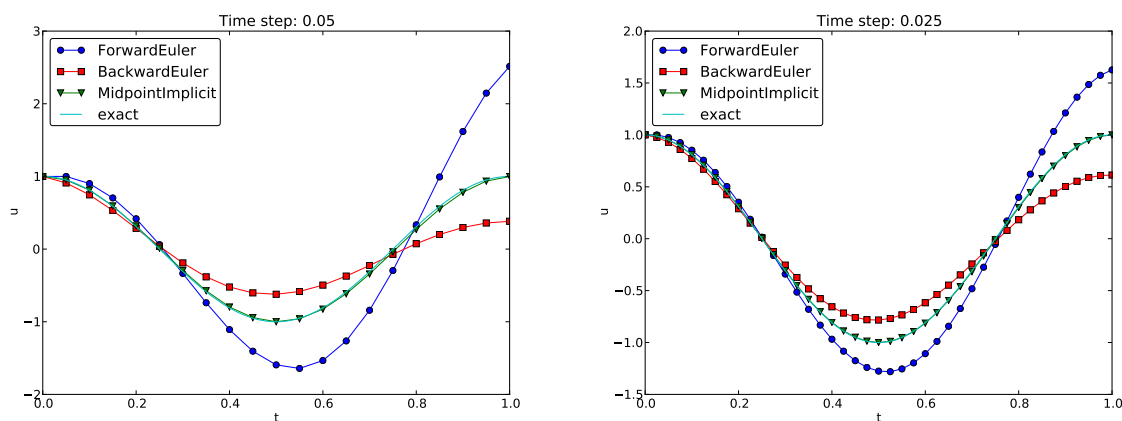 Time step: 0.05
3
2
1
0
−1
−2
u
ForwardEuler
BackwardEuler
MidpointImplicit
exact
0.0 0.2 0.4 0.6 0.8 1.0
t
Time step: 0.025
2.0
1.5
1.0
0.5
0.0
−0.5
−1.0
−1.5
u
ForwardEuler
BackwardEuler
MidpointImplicit
exact
0.0 0.2 0.4 0.6 0.8 1.0
t